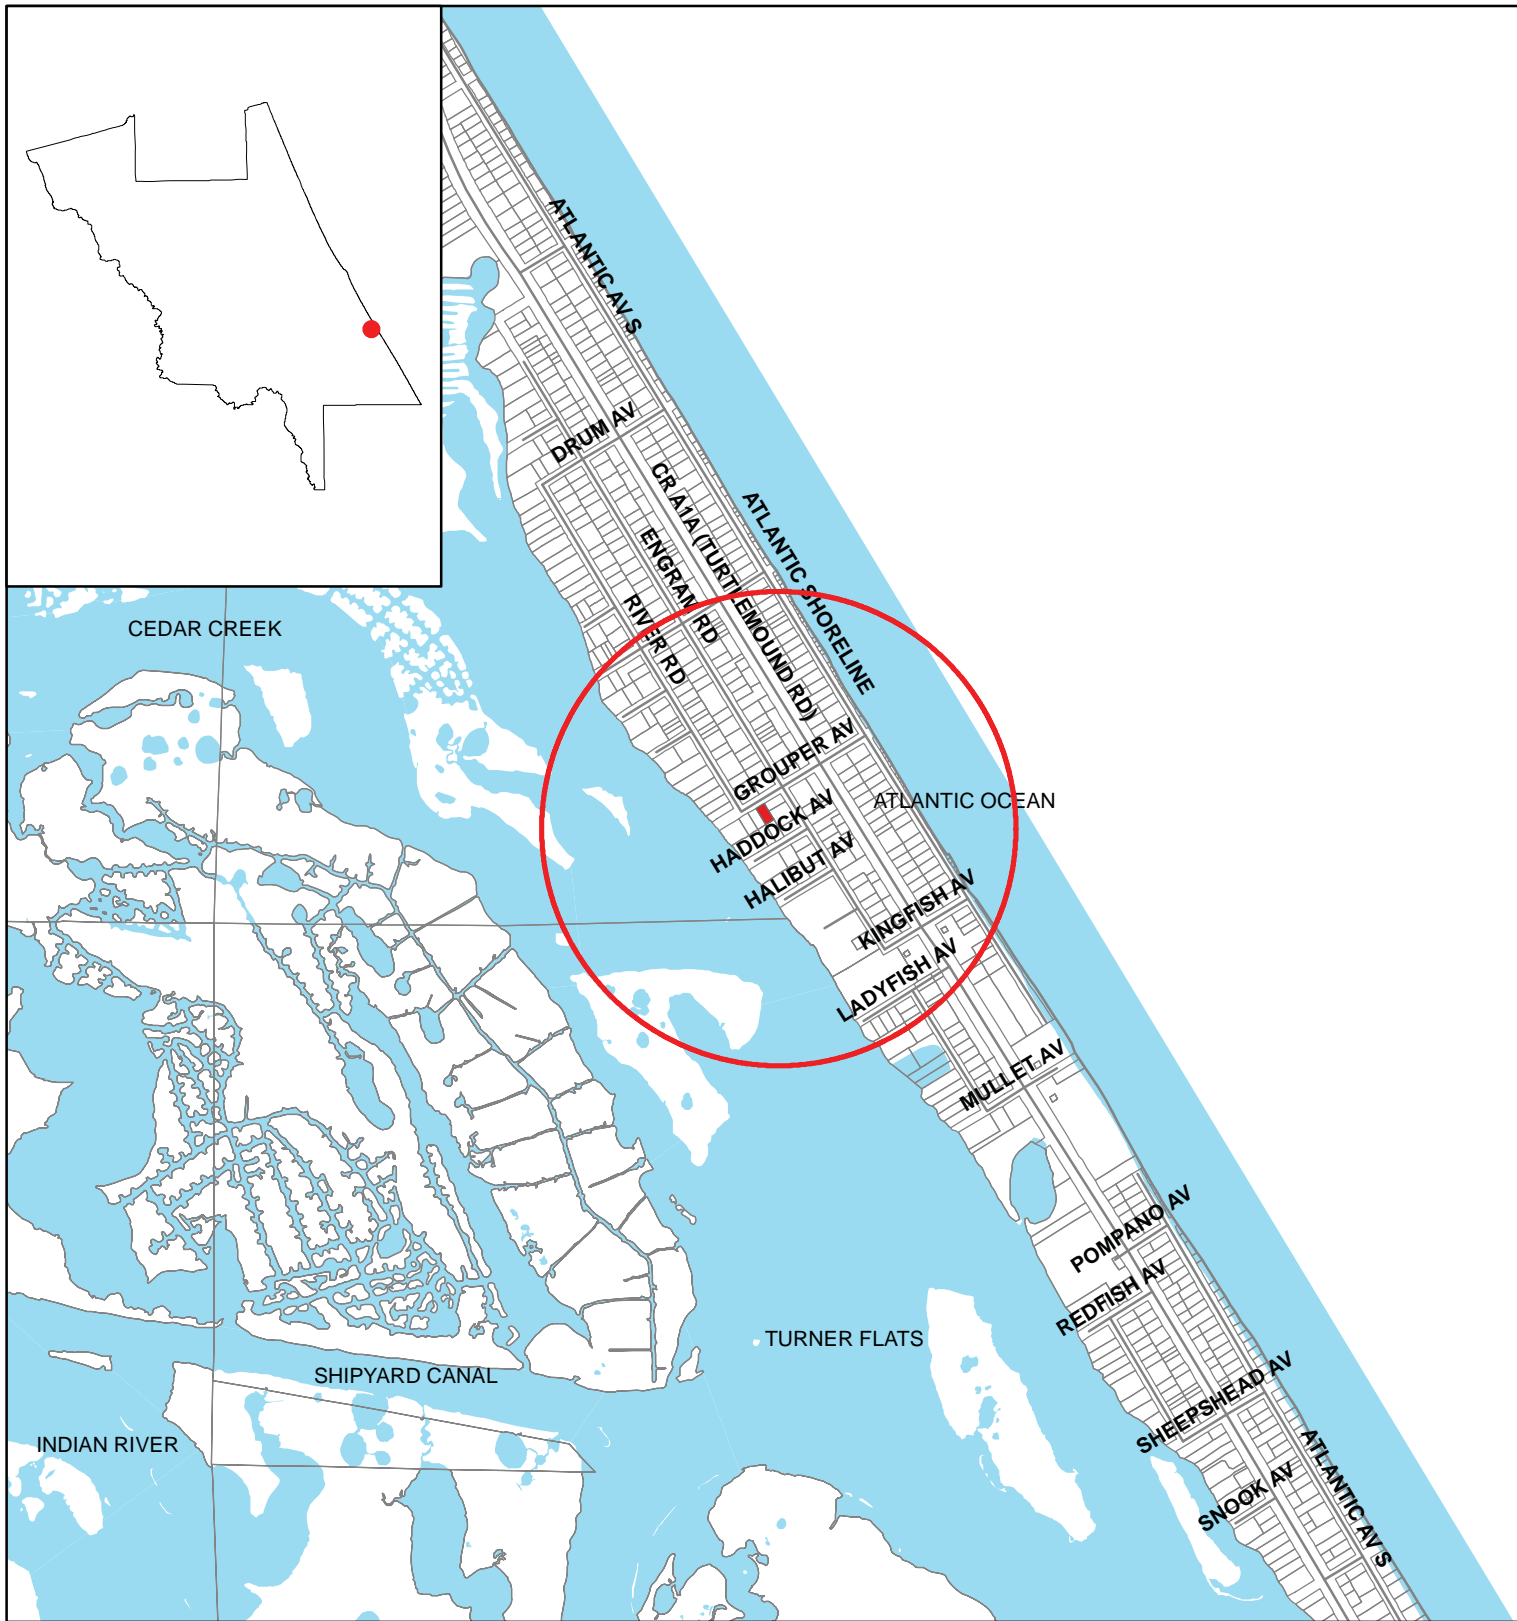 ATLANTIC AV S
DRUM AV
CR A1A (TURTLEMOUND RD)
ATLANTIC SHORELINE
ENGRAM RD
RIVER RD
CEDAR CREEK
GROUPER AV
ATLANTIC OCEAN
HADDOCK AV
HALIBUT AV
KINGFISH AV
LADYFISH AV
MULLET AV
POMPANO AV
REDFISH AV
TURNER FLATS
SHIPYARD CANAL
SHEEPSHEAD AV
INDIAN RIVER
SNOOK AV
ATLANTIC AV S